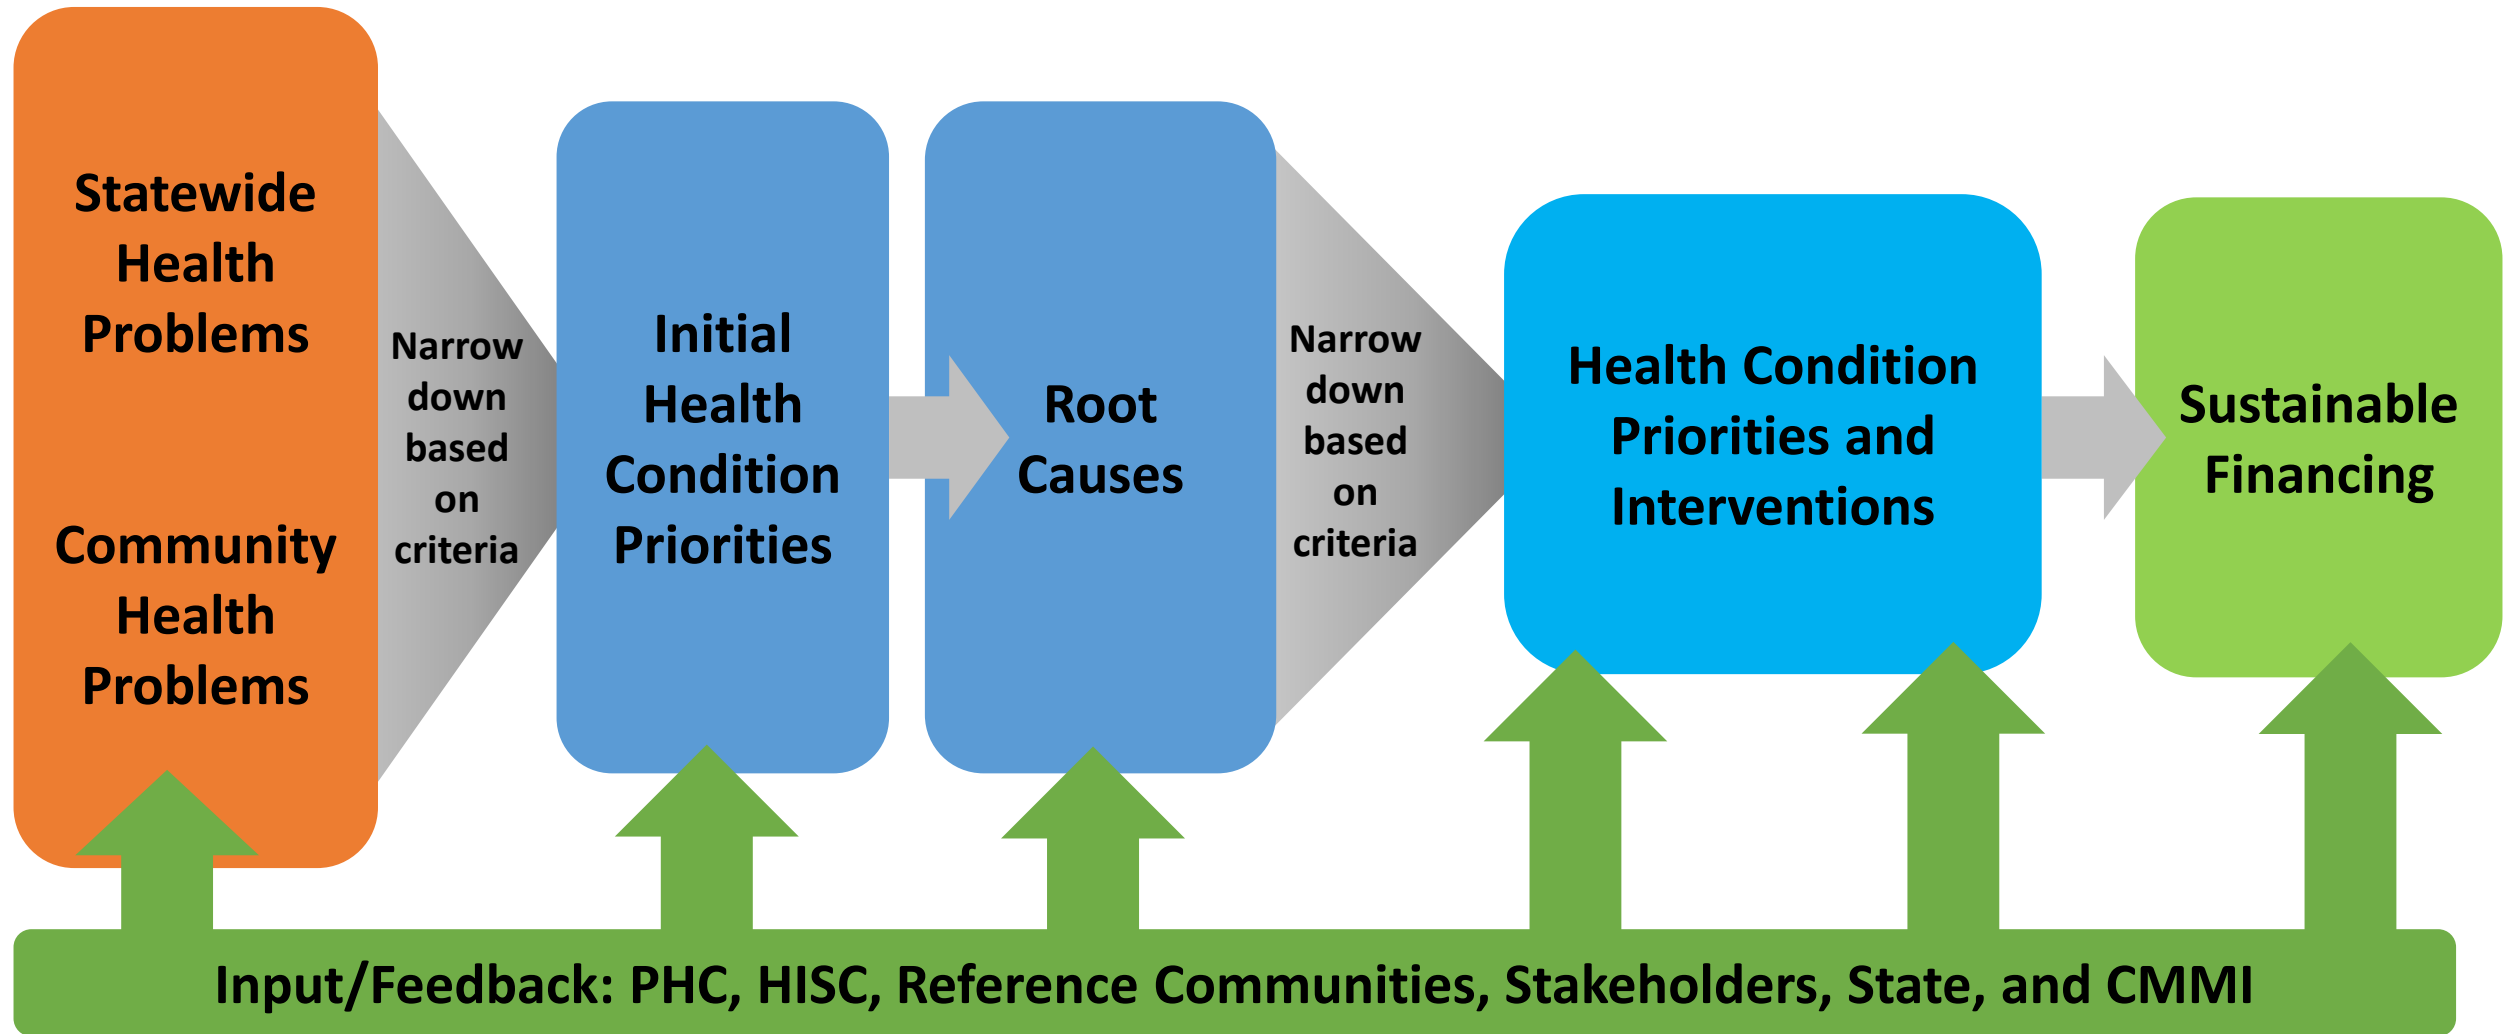 Statewide
Health
Problems
Community
Health
Problems
Narrow
down
based
on
criteria
Initial
Health
Condition
Priorities
Root
Causes
Narrow
down
based
on
criteria
Health Condition
Priorities and
Interventions
Sustainable
Financing
Input/Feedback: PHC, HISC, Reference Communities, Stakeholders, State, and CMMI